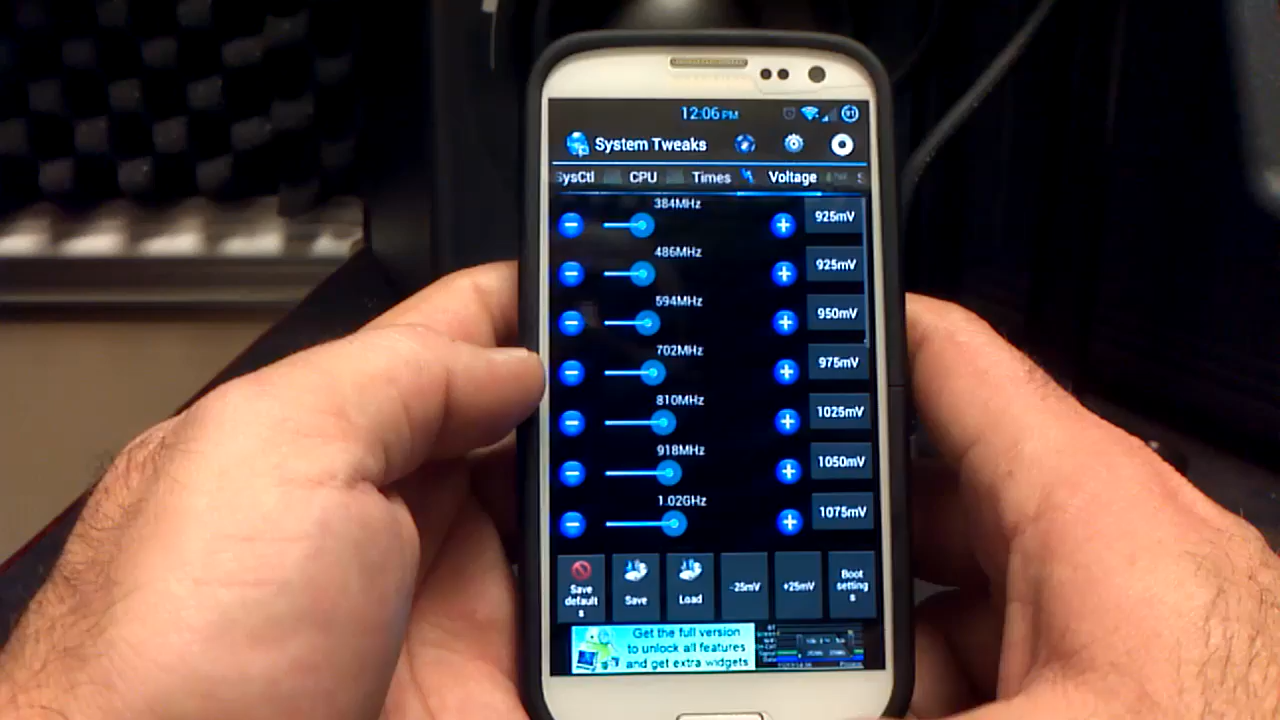 12:06 PM
System Tweaks
SysCtl CPU Times Voltage S
384MHz
925mV
486MHz
925mV
594MHz
950mV
702MHz
975mV
810MHz
1025mV
918MHz
1050mV
1.02GHz
1075mV
Save
default
s
Save
Load
-25mV
+25mV
Boot
setting
s
Get the full version
to unlock all features
and get extra widgets